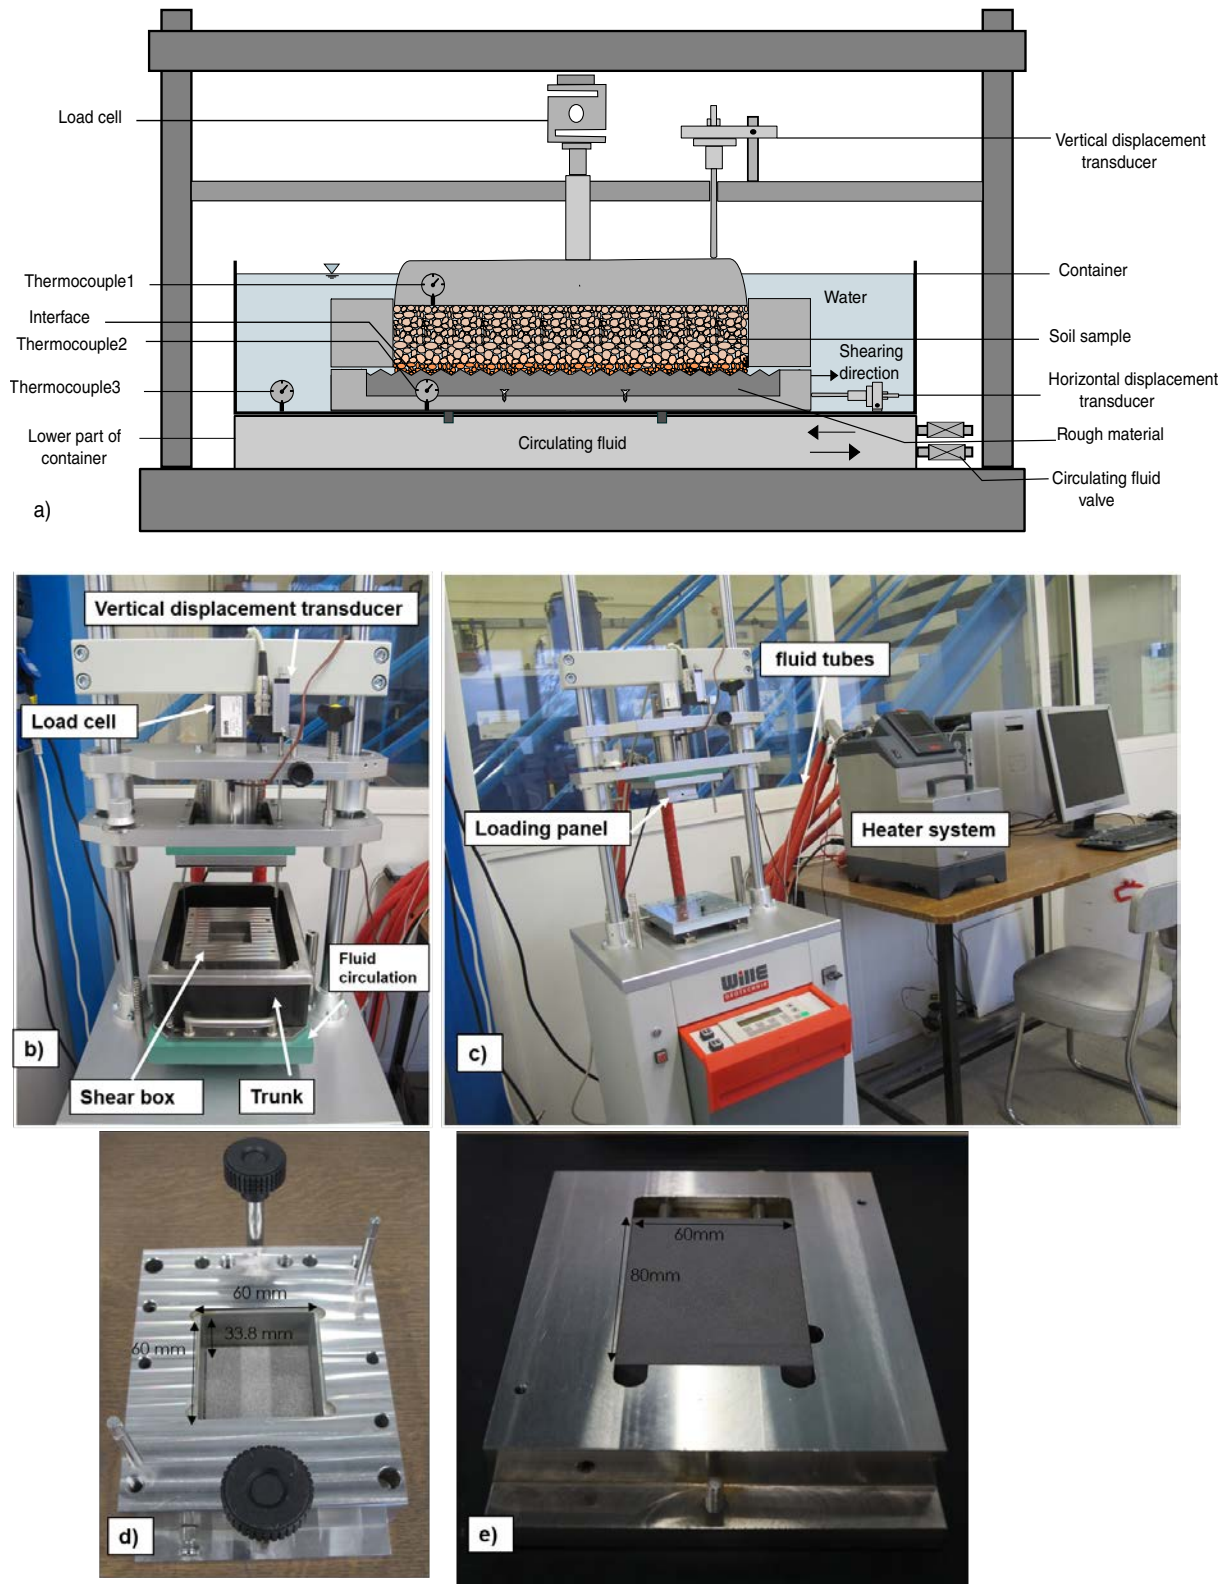 Load cell
Vertical displacement
transducer
Thermocouple1
Container
Water
Interface
Thermocouple2
Soil sample
Shearing
direction
Thermocouple3
Horizontal displacement
transducer
Lower part of
container
Circulating fluid
Rough material
Circulating fluid
valve
a)
Vertical displacement transducer
Load cell
Fluid
circulation
b)
Shear box
Trunk
fluid tubes
Loading panel
Heater system
wille
GEOTECHNIK
c)
60 mm
33.8 mm
60 mm
d)
60mm
80mm
e)